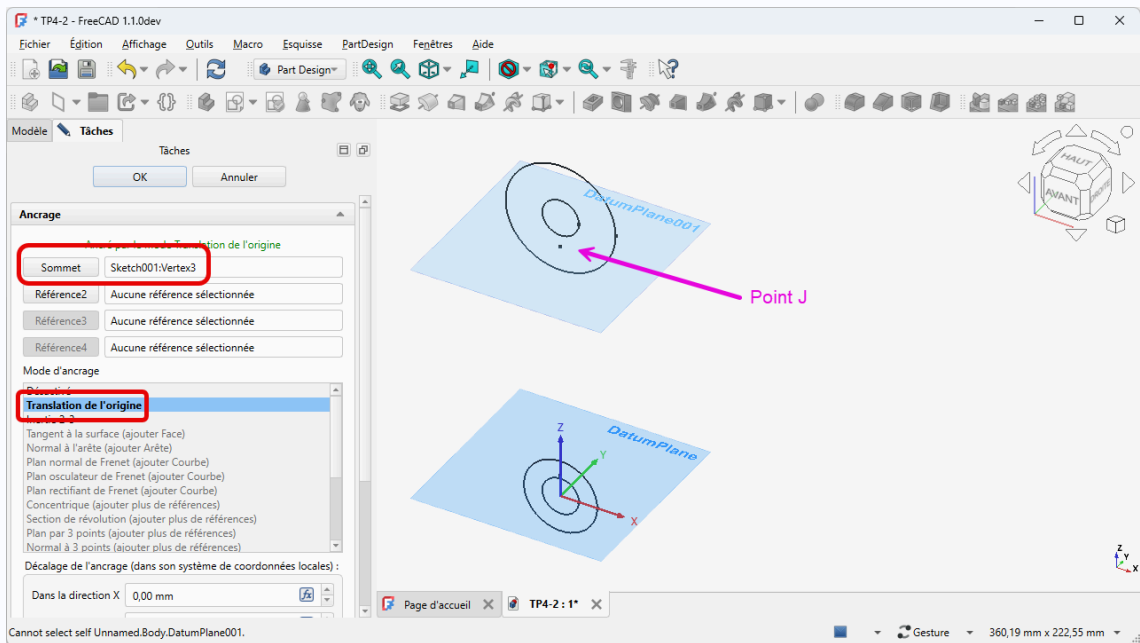 * TP4-2 - FreeCAD 1.1.0dev
Fichier Édition Affichage Outils Macro Esquisse PartDesign Fenêtres Aide
Part Design
Modèle Tâches
Tâches
OK Annuler
Ancrage
Ancré par le mode Translation de l'origine
Sommet Sketch001:Vertex3
Référence2 Aucune référence sélectionnée
Référence3 Aucune référence sélectionnée
Référence4 Aucune référence sélectionnée
Mode d'ancrage
Désactivé
Translation de l'origine
Inertie 2-3
Tangent à la surface (ajouter Face)
Normal à l'arête (ajouter Arête)
Plan normal de Frenet (ajouter Courbe)
Plan osculateur de Frenet (ajouter Courbe)
Plan rectifiant de Frenet (ajouter Courbe)
Concentrique (ajouter plus de références)
Section de révolution (ajouter plus de références)
Plan par 3 points (ajouter plus de références)
Normal à 3 points (ajouter plus de références)
Décalage de l'ancrage (dans son système de coordonnées locales) :
Dans la direction X 0,00 mm
DatumPlane001
Point J
DatumPlane
Z
Y
X
HAUT
AVANT
DROITE
Z
Y
X
Page d'accueil TP4-2 : 1*
Cannot select self Unnamed.Body.DatumPlane001.
Gesture 360,19 mm x 222,55 mm